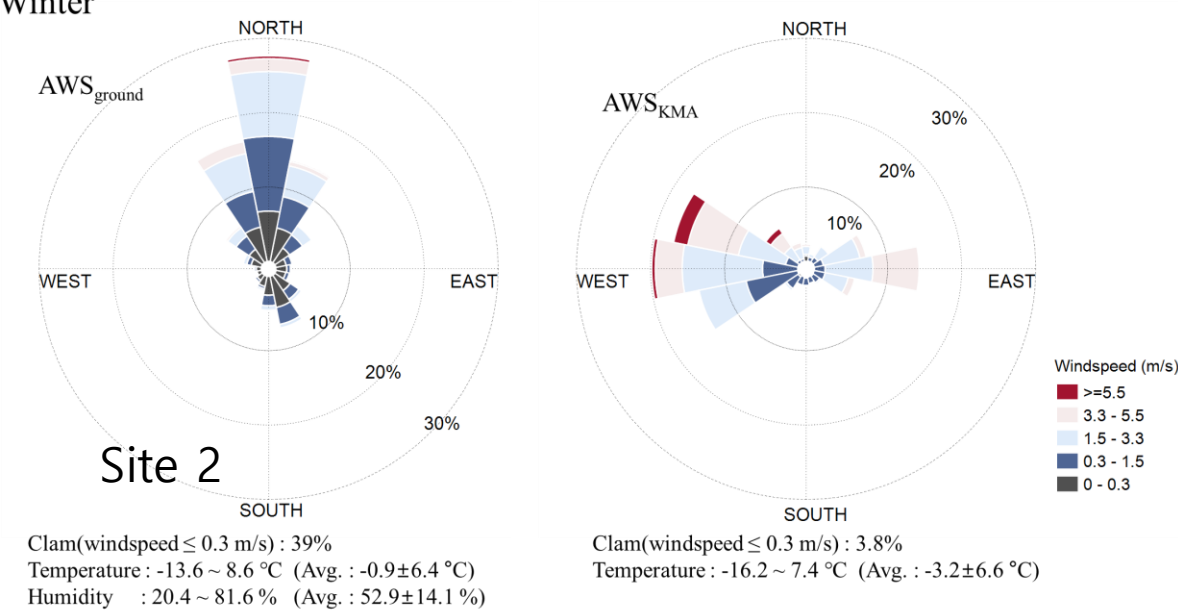 Winter
NORTH
AWSground
WEST
EAST
10%
20%
30%
Site 2
SOUTH
Clam(windspeed ≤ 0.3 m/s) : 39%
Temperature : -13.6 ~ 8.6 ℃ (Avg. : -0.9±6.4 ℃)
Humidity : 20.4 ~ 81.6 % (Avg. : 52.9±14.1 %)
NORTH
AWSKMA
30%
20%
10%
WEST
EAST
SOUTH
Windspeed (m/s)
>=5.5
3.3 - 5.5
1.5 - 3.3
0.3 - 1.5
0 - 0.3
Clam(windspeed ≤ 0.3 m/s) : 3.8%
Temperature : -16.2 ~ 7.4 ℃ (Avg. : -3.2±6.6 ℃)